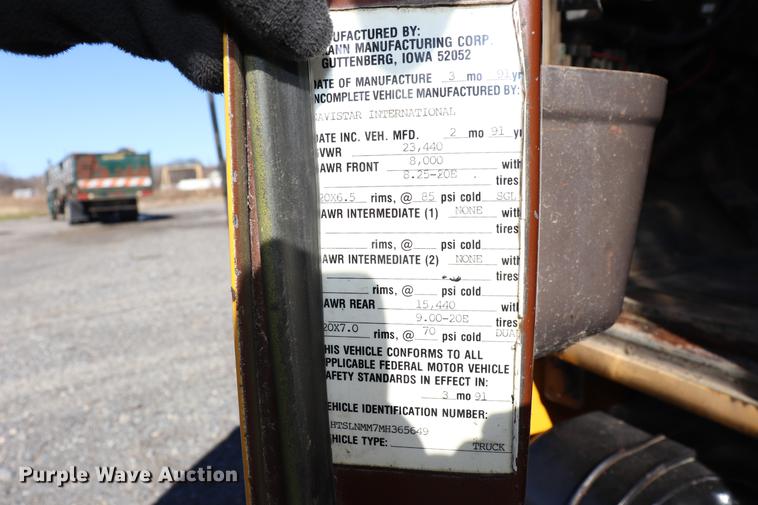 UFACTURED BY:
ANN MANUFACTURING CORP.
GUTTENBERG, IOWA 52052
DATE OF MANUFACTURE 3 mo 91 yr
NCOMPLETE VEHICLE MANUFACTURED BY:
NAVISTAR INTERNATIONAL
DATE INC. VEH. MFD. 2 mo 91 y
GVWR 23,440
GAWR FRONT 8,000 with
8.25-20E tires
20X6.5 rims, @ 85 psi cold SGL
GAWR INTERMEDIATE (1) NONE with
tires
rims, @ psi cold
GAWR INTERMEDIATE (2) NONE with
tires
rims, @ psi cold
GAWR REAR 15,440 with
9.00-20E tires
20X7.0 rims, @ 70 psi cold DUAL
THIS VEHICLE CONFORMS TO ALL
APPLICABLE FEDERAL MOTOR VEHICLE
SAFETY STANDARDS IN EFFECT IN:
3 mo 91
VEHICLE IDENTIFICATION NUMBER:
HTSLNMM7MH365649
VEHICLE TYPE: TRUCK
Purple Wave Auction